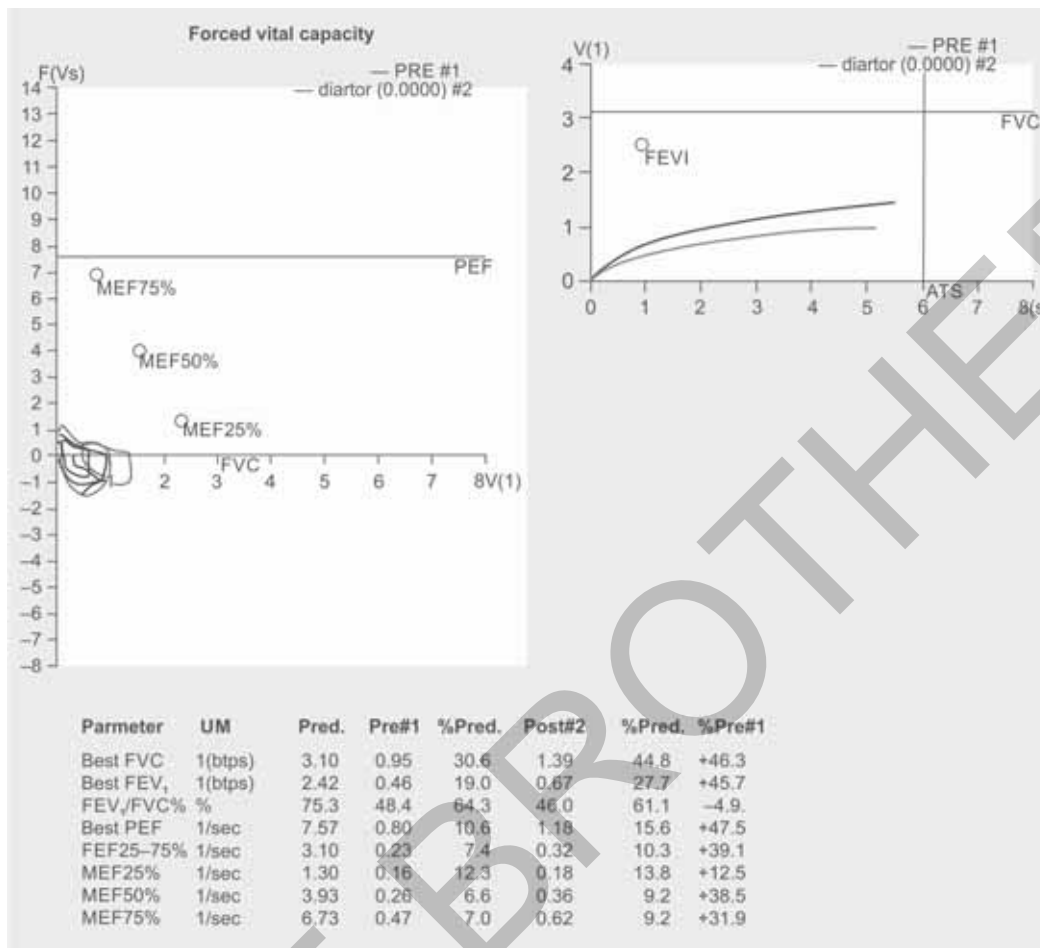 Forced vital capacity
F(Vs)
— PRE #1
— diartor (0.0000) #2
14
13
12
11
10
9
8
7
6
5
4
3
2
1
0
–1
–2
–3
–4
–5
–6
–7
–8
PEF
MEF75%
MEF50%
MEF25%
FVC
2 3 4 5 6 7 8V(1)
V(1)
— PRE #1
— diartor (0.0000) #2
4
3
2
1
0
FVC
FEVI
ATS
0 1 2 3 4 5 6 7 8(s
Parmeter UM Pred. Pre#1 %Pred. Post#2 %Pred. %Pre#1
Best FVC 1(btps) 3.10 0.95 30.6 1.39 44.8 +46.3
Best FEV₁ 1(btps) 2.42 0.46 19.0 0.67 27.7 +45.7
FEV₁/FVC% % 75.3 48.4 64.3 46.0 61.1 –4.9.
Best PEF 1/sec 7.57 0.80 10.6 1.18 15.6 +47.5
FEF25–75% 1/sec 3.10 0.23 7.4 0.32 10.3 +39.1
MEF25% 1/sec 1.30 0.16 12.3 0.18 13.8 +12.5
MEF50% 1/sec 3.93 0.26 6.6 0.36 9.2 +38.5
MEF75% 1/sec 6.73 0.47 7.0 0.62 9.2 +31.9
BROTHE